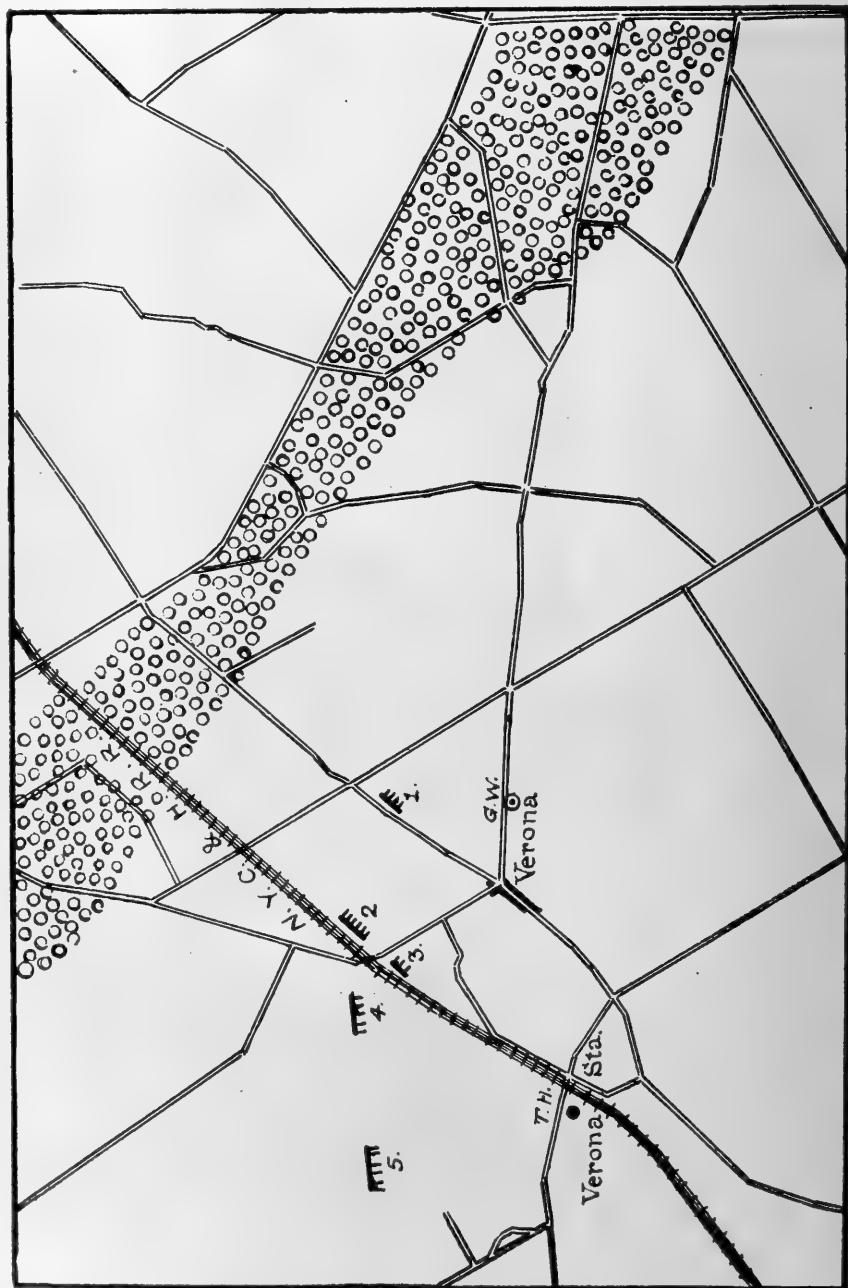 N. Y. C. & H. R. R.
1.
2
3.
4.
5.
G.W.
Verona
T.H.
Verona Sta.